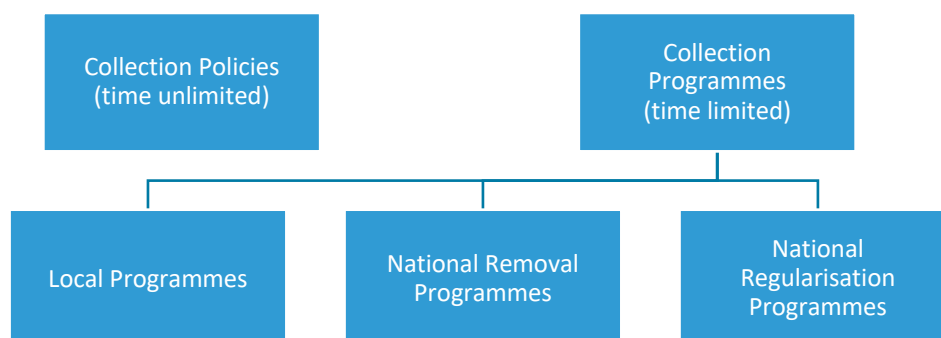 Collection Policies
(time unlimited)
Collection
Programmes
(time limited)
Local Programmes
National Removal
Programmes
National
Regularisation
Programmes